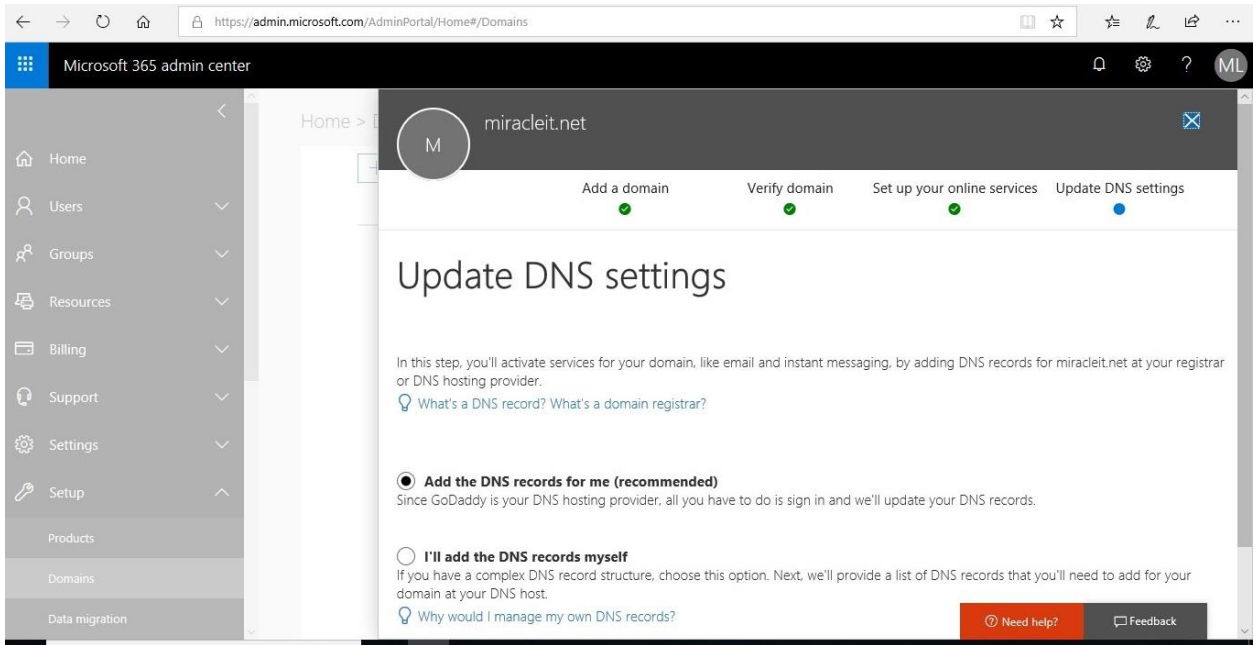 https://admin.microsoft.com/AdminPortal/Home#/Domains
Microsoft 365 admin center
ML
Home
Users
Groups
Resources
Billing
Support
Settings
Setup
Products
Domains
Data migration
Home >
M
miracleit.net
Add a domain
Verify domain
Set up your online services
Update DNS settings
Update DNS settings
In this step, you'll activate services for your domain, like email and instant messaging, by adding DNS records for miracleit.net at your registrar
or DNS hosting provider.
What's a DNS record? What's a domain registrar?
Add the DNS records for me (recommended)
Since GoDaddy is your DNS hosting provider, all you have to do is sign in and we'll update your DNS records.
I'll add the DNS records myself
If you have a complex DNS record structure, choose this option. Next, we'll provide a list of DNS records that you'll need to add for your
domain at your DNS host.
Why would I manage my own DNS records?
Need help?
Feedback